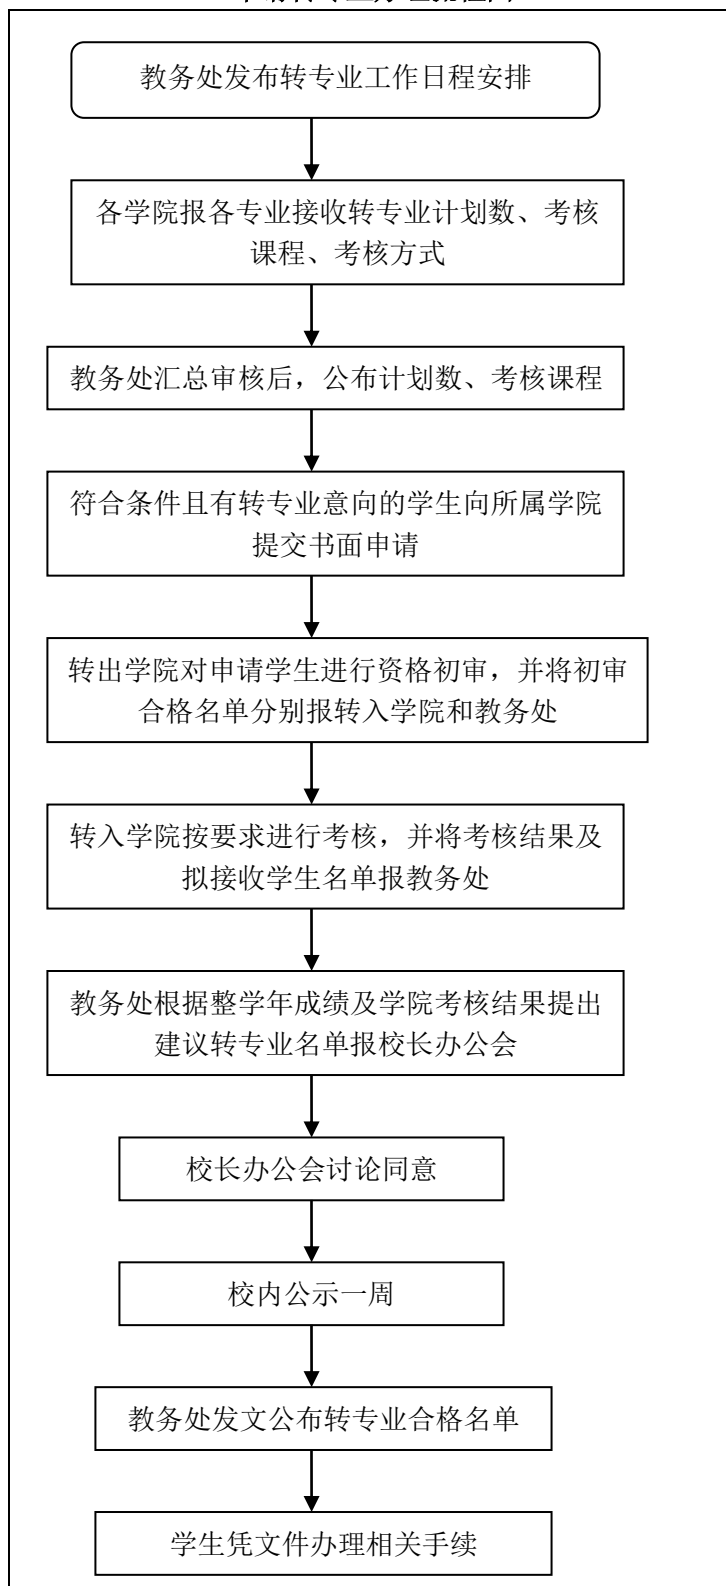 教务处发布转专业工作日程安排
各学院报各专业接收转专业计划数、考核
课程、考核方式
教务处汇总审核后，公布计划数、考核课程
符合条件且有转专业意向的学生向所属学院
提交书面申请
转出学院对申请学生进行资格初审，并将初审
合格名单分别报转入学院和教务处
转入学院按要求进行考核，并将考核结果及
拟接收学生名单报教务处
教务处根据整学年成绩及学院考核结果提出
建议转专业名单报校长办公会
校长办公会讨论同意
校内公示一周
教务处发文公布转专业合格名单
学生凭文件办理相关手续